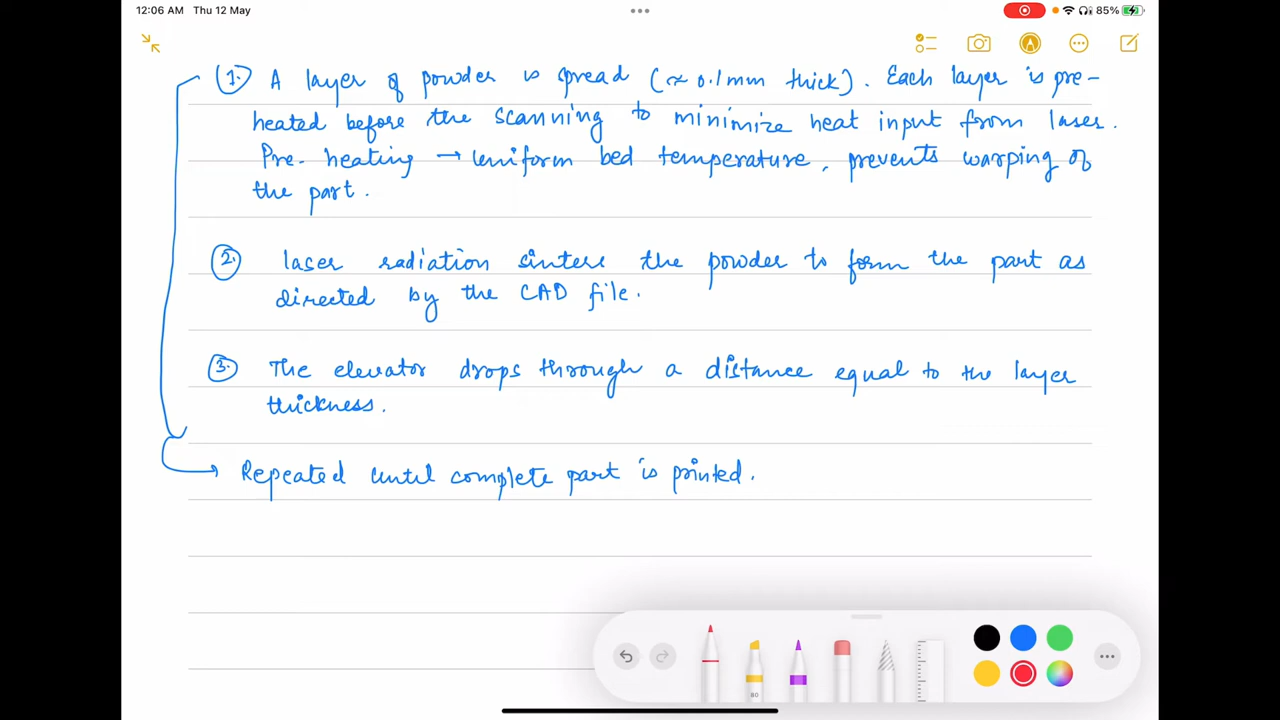 12:06 AM Thu 12 May 85%
1. A layer of powder is spread (≈ 0.1mm thick). Each layer is pre-
heated before the scanning to minimize heat input from laser.
Pre-heating → uniform bed temperature, prevents warping of
the part.
2. laser radiation sinters the powder to form the part as
directed by the CAD file.
3. The elevator drops through a distance equal to the layer
thickness.
→ Repeated until complete part is printed.
80